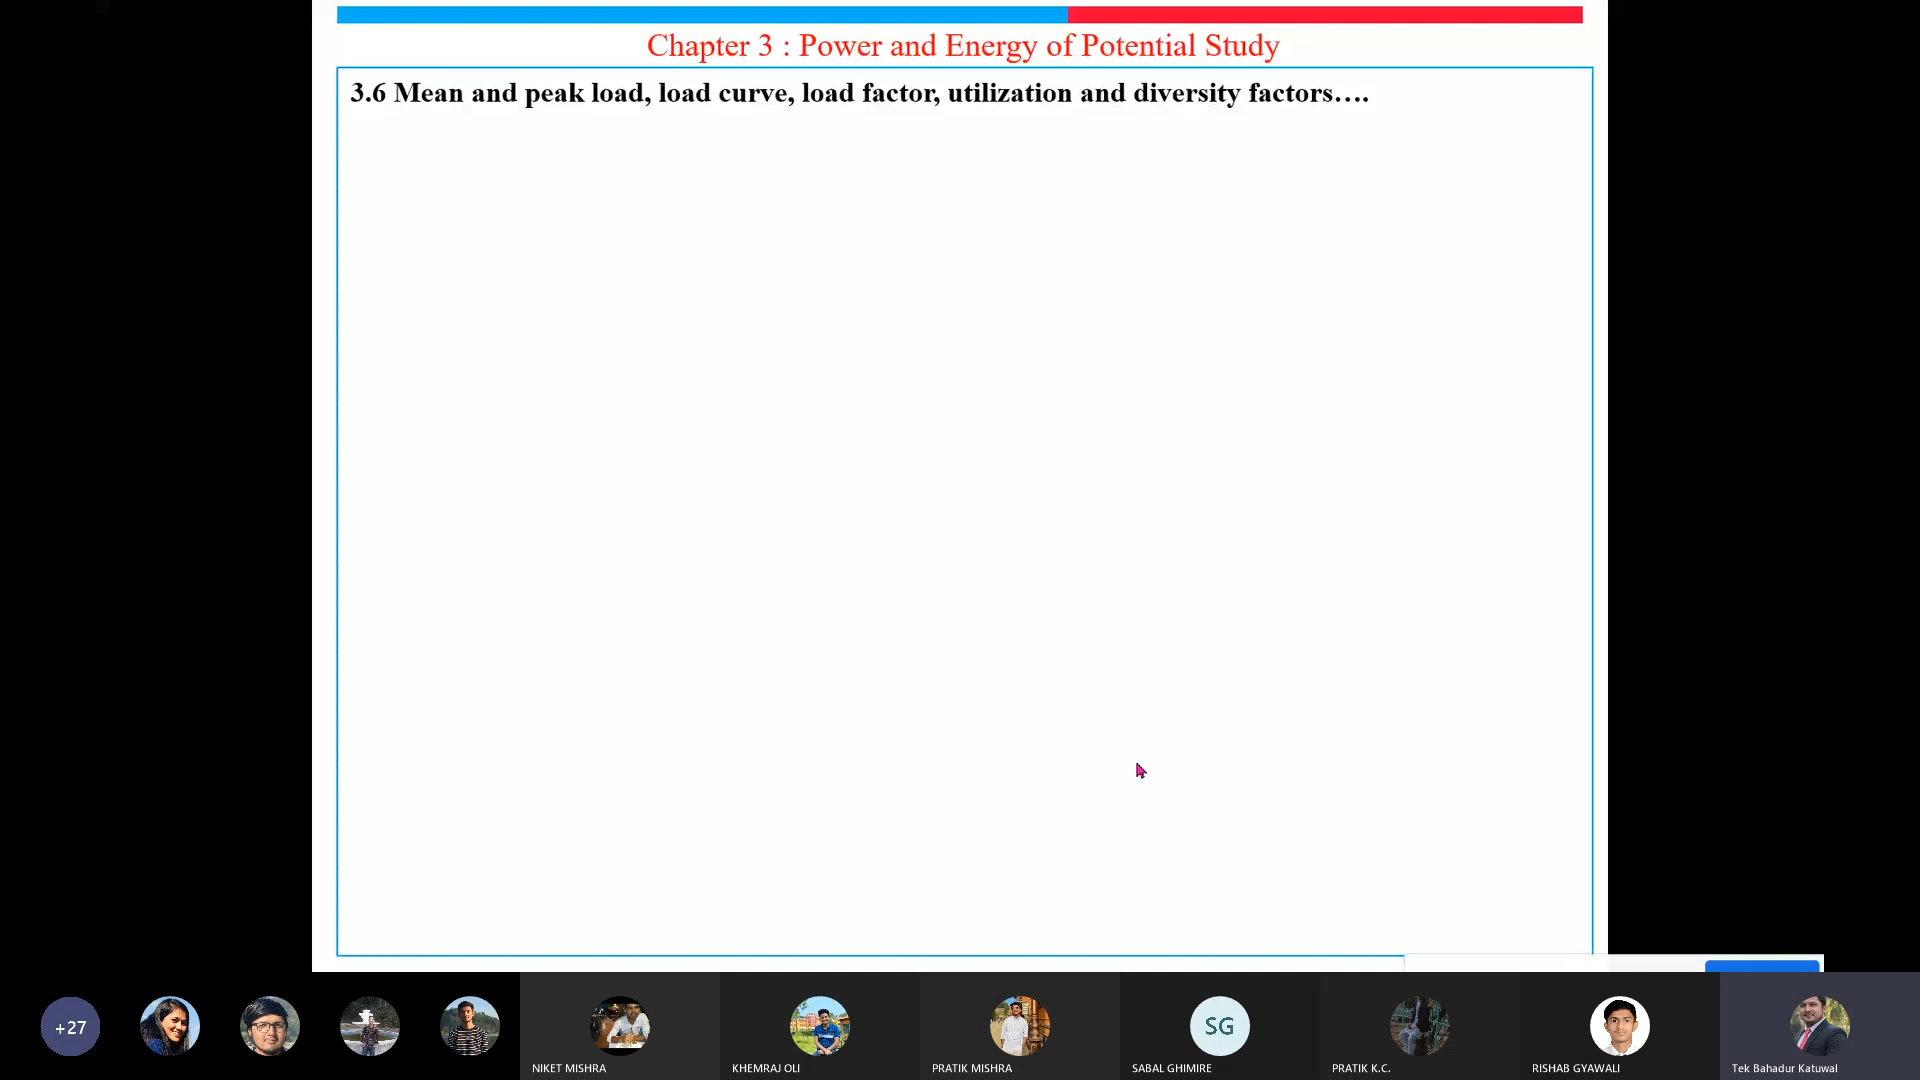 Chapter 3 : Power and Energy of Potential Study
3.6 Mean and peak load, load curve, load factor, utilization and diversity factors….
+27
SG
NIKET MISHRA
KHEMRAJ OLI
PRATIK MISHRA
SABAL GHIMIRE
PRATIK K.C.
RISHAB GYAWALI
Tek Bahadur Katuwal